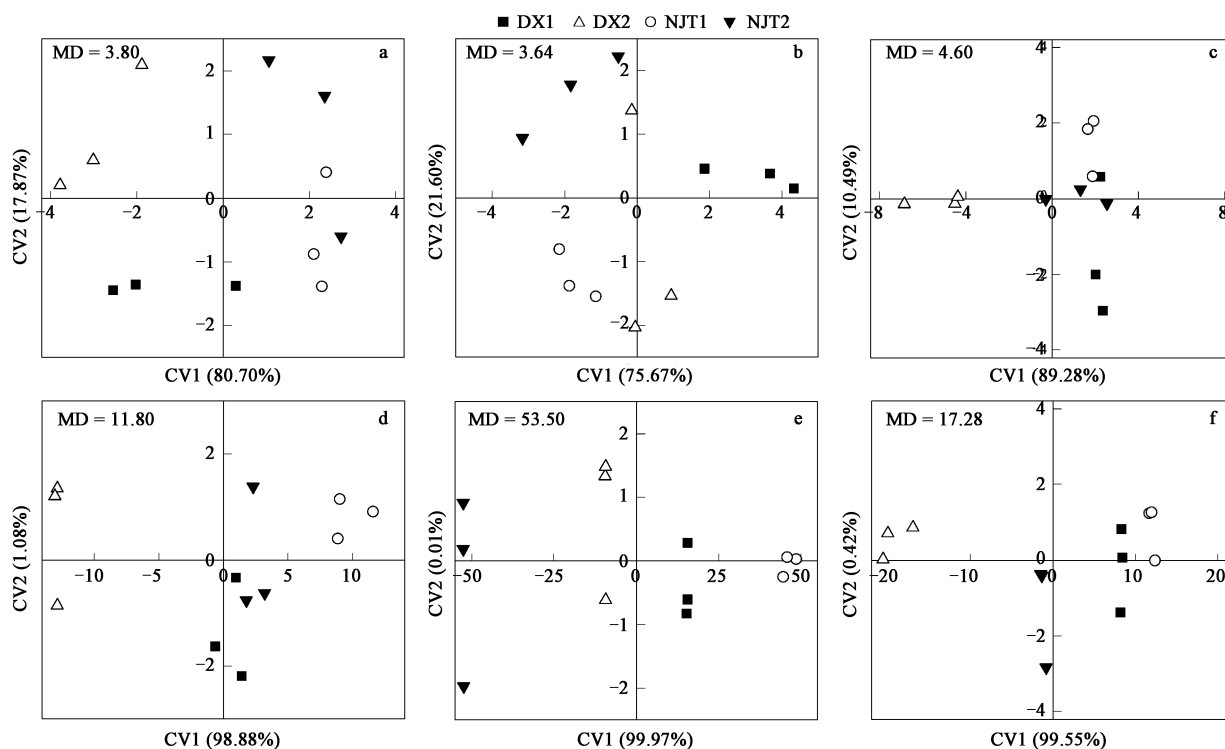 ■ DX1 △ DX2 ○ NJT1 ▼ NJT2
MD = 3.80 a
2
1
0
−4 −2 0 2 4
−1
−2
CV2 (17.87%)
CV1 (80.70%)
MD = 3.64 b
2
1
0
−4 −2 0 2 4
−1
−2
CV2 (21.60%)
CV1 (75.67%)
MD = 4.60 c
4
2
0
−8 −4 0 4 8
−2
−4
CV2 (10.49%)
CV1 (89.28%)
MD = 11.80 d
2
0
−10 −5 0 5 10
−2
CV2 (1.08%)
CV1 (98.88%)
MD = 53.50 e
2
1
0
−50 −25 0 25 50
−1
−2
CV2 (0.01%)
CV1 (99.97%)
MD = 17.28 f
4
2
0
−20 −10 0 10 20
−2
−4
CV2 (0.42%)
CV1 (99.55%)